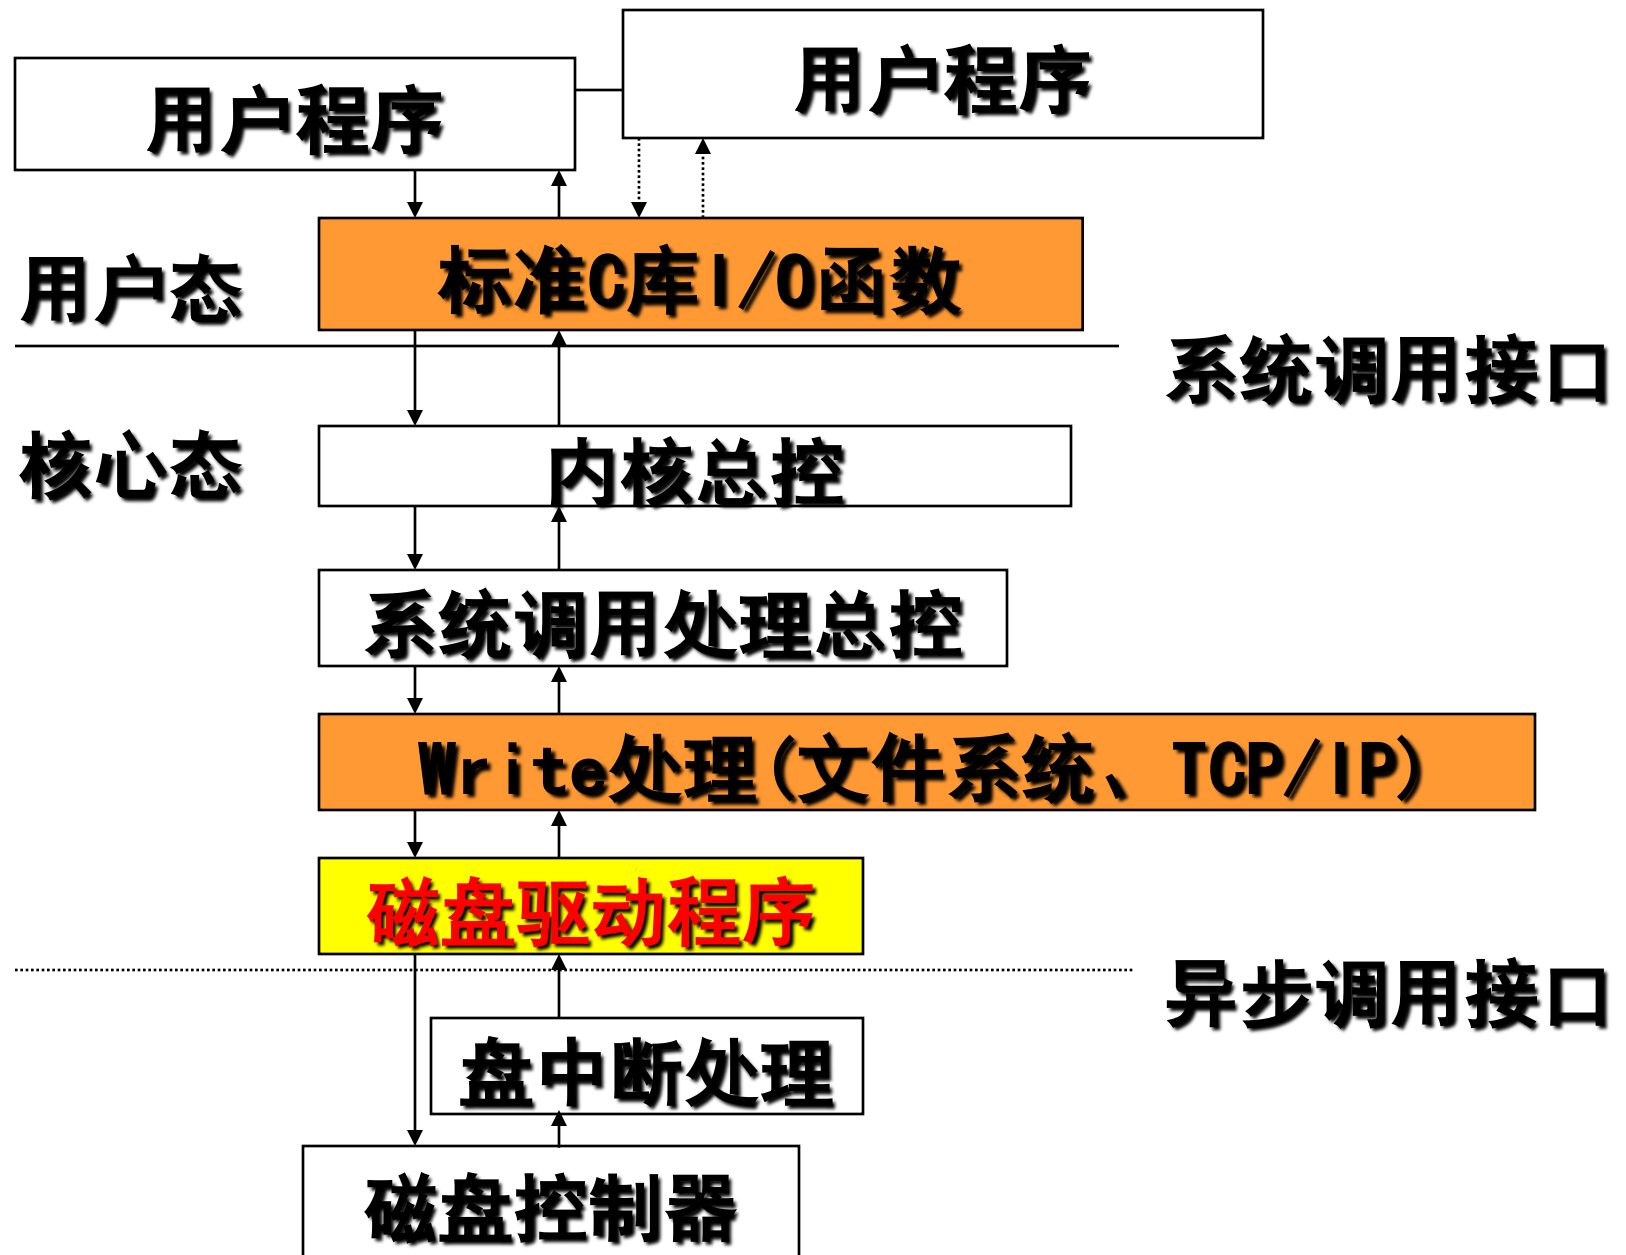 用户程序
用户程序
标准C库I/O函数
用户态
系统调用接口
核心态
内核总控
系统调用处理总控
Write处理(文件系统、TCP/IP)
磁盘驱动程序
异步调用接口
盘中断处理
磁盘控制器